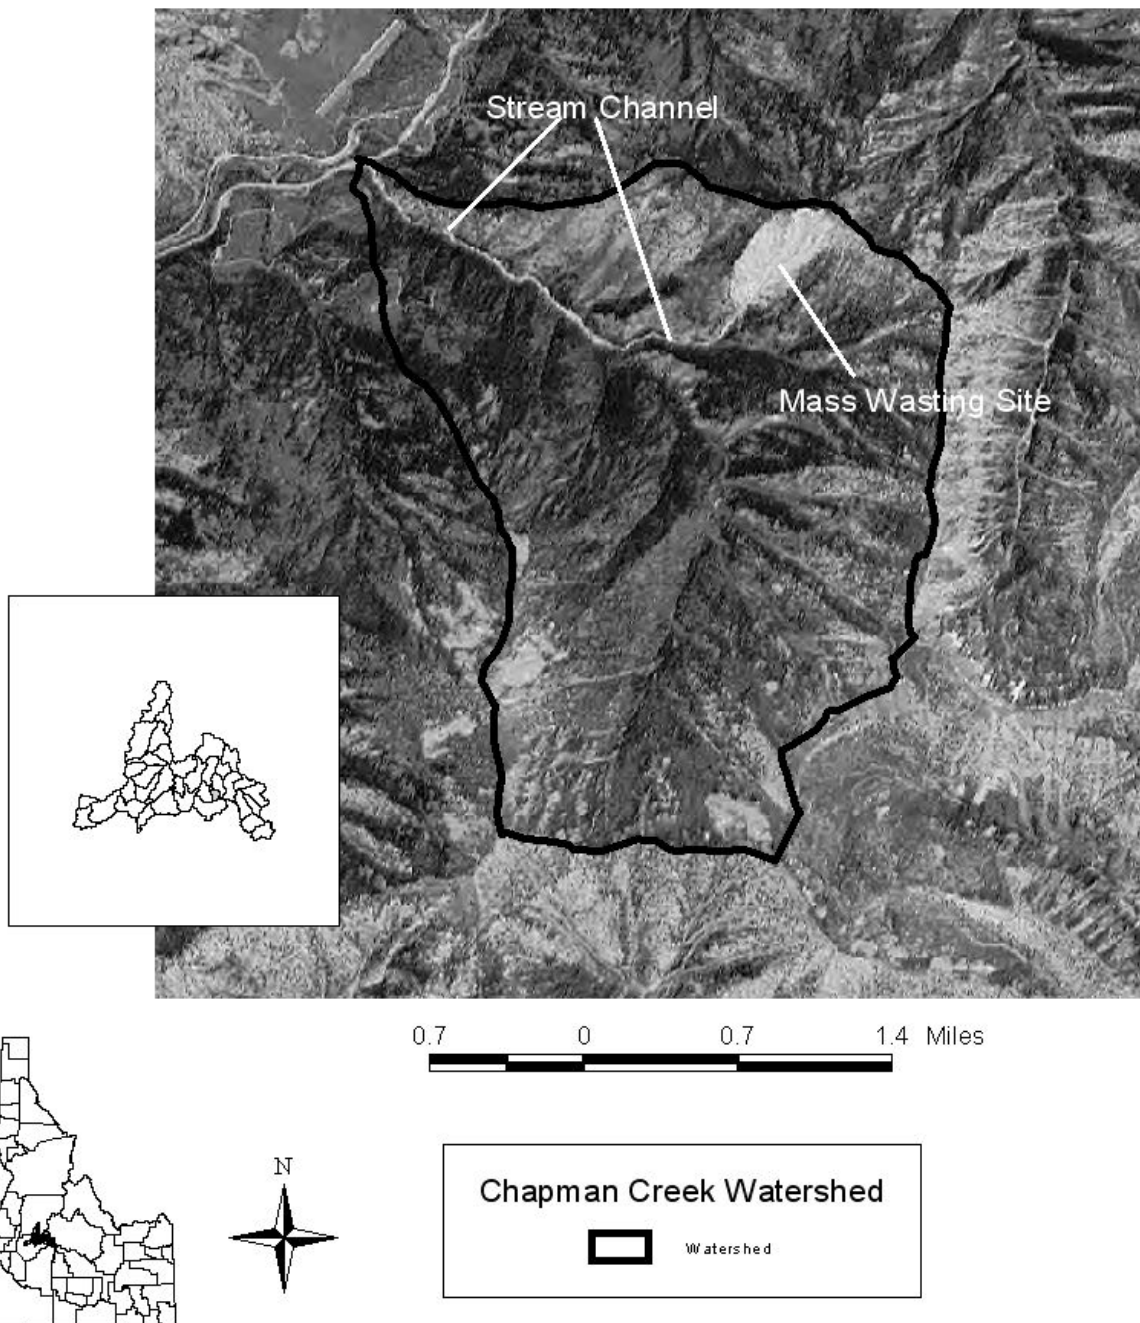 Stream Channel
Mass Wasting Site
0.7 0 0.7 1.4 Miles
N
Chapman Creek Watershed
Watershed